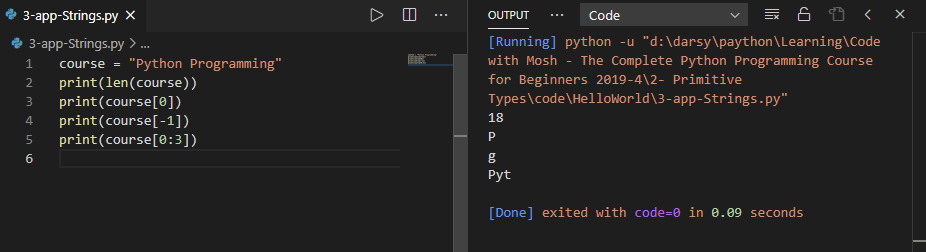 3-app-Strings.py
3-app-Strings.py > ...
1 course = "Python Programming"
2 print(len(course))
3 print(course[0])
4 print(course[-1])
5 print(course[0:3])
6
OUTPUT ... Code
[Running] python -u "d:\darsy\paython\Learning\Code
with Mosh - The Complete Python Programming Course
for Beginners 2019-4\2- Primitive
Types\code\HelloWorld\3-app-Strings.py"
18
P
g
Pyt
[Done] exited with code=0 in 0.09 seconds